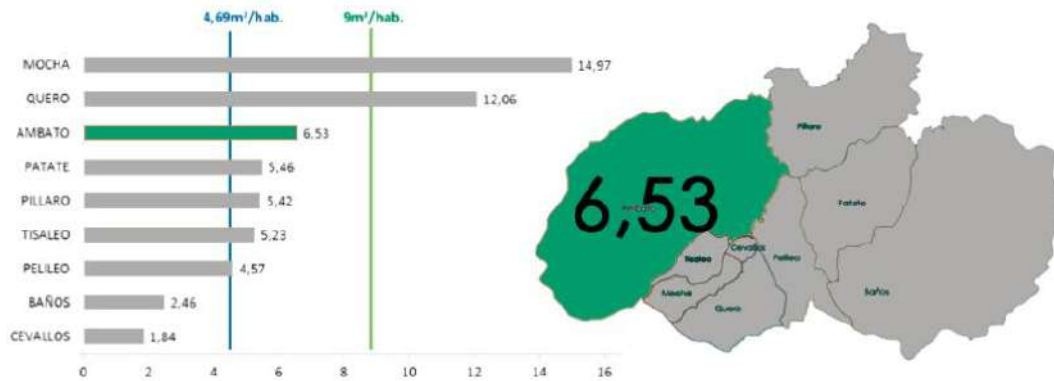 4,69m²/hab. 9m²/hab.
MOCHA 14,97
QUERO 12,06
AMBATO 6,53
PATATE 5,46
PILLARO 5,42
TISALEO 5,23
PELILEO 4,57
BAÑOS 2,46
CEVALLOS 1,84
0 2 4 6 8 10 12 14 16
Píllaro
6,53
Patate
Cevallos
Tisaleo
Pelileo
Mocha
Baños
Quero